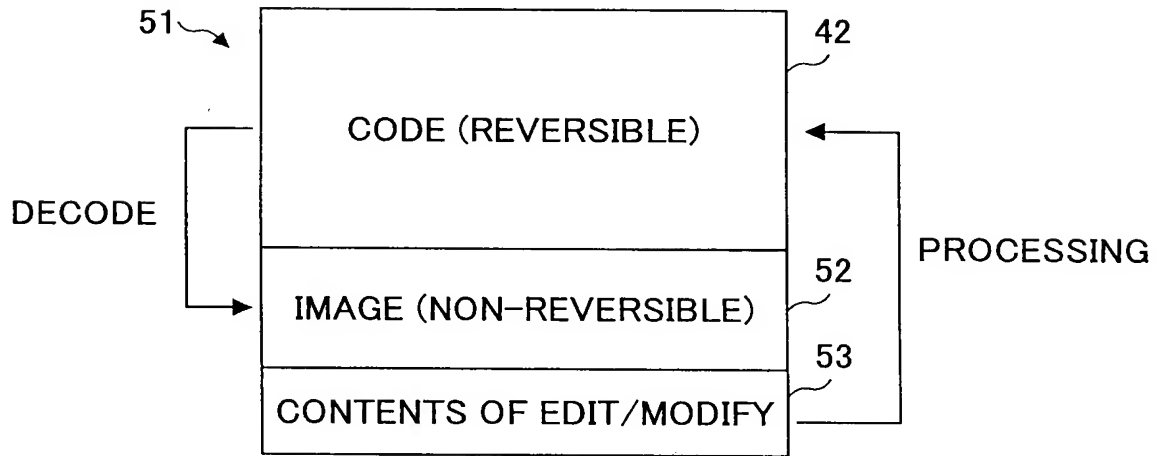 51
42
CODE (REVERSIBLE)
DECODE
PROCESSING
52
IMAGE (NON-REVERSIBLE)
53
CONTENTS OF EDIT/MODIFY